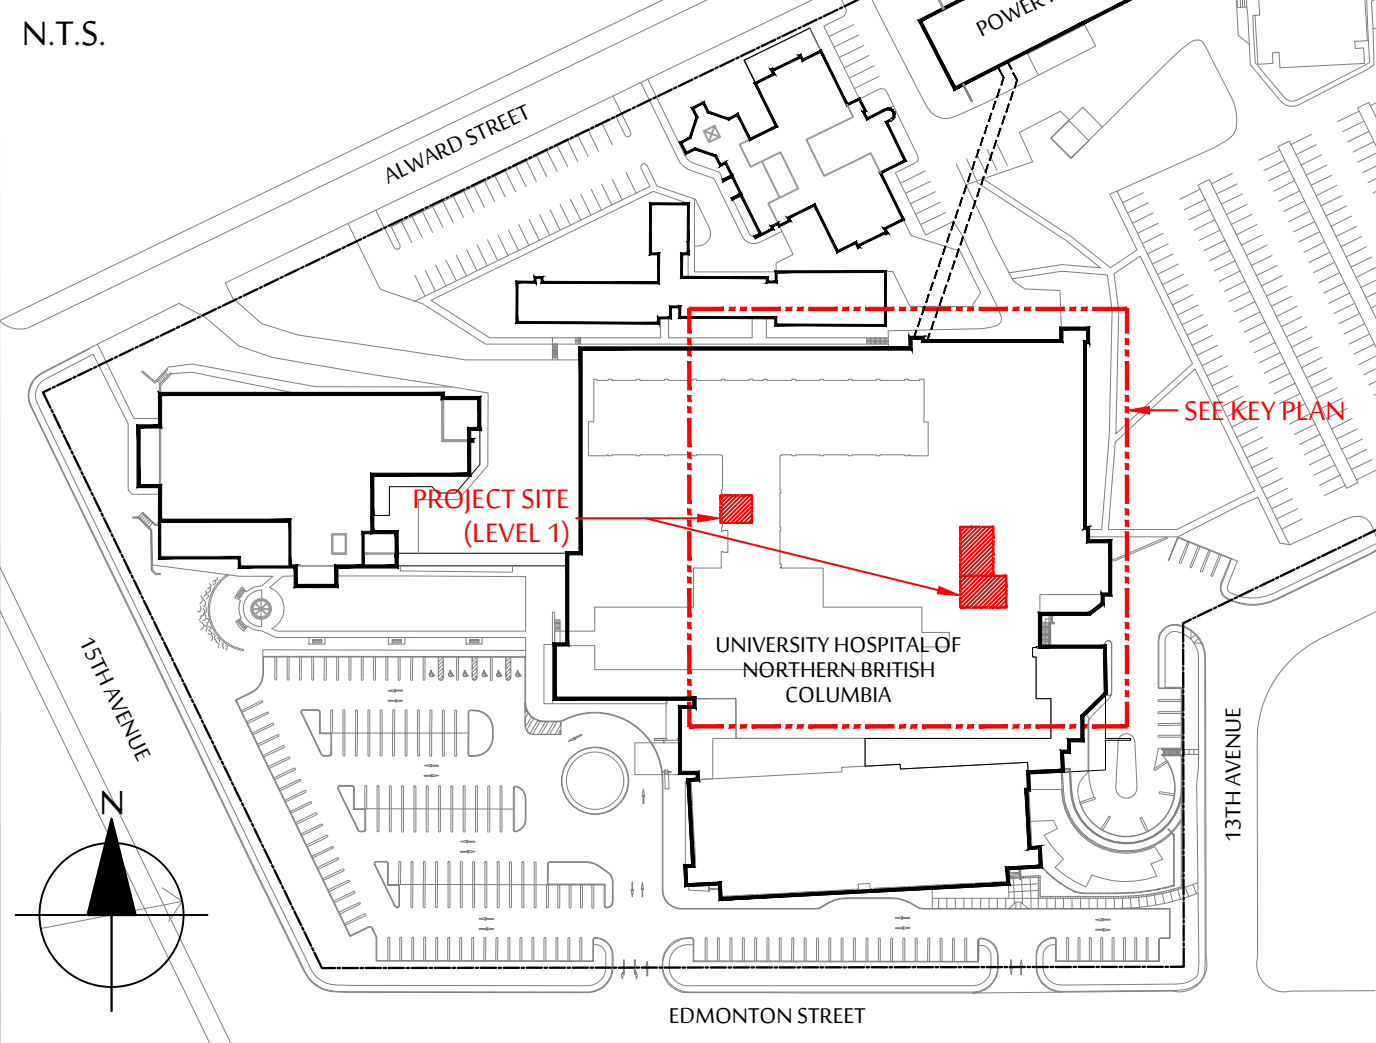 N.T.S.
POWER
ALWARD STREET
SEE KEY PLAN
PROJECT SITE
(LEVEL 1)
UNIVERSITY HOSPITAL OF
NORTHERN BRITISH
COLUMBIA
15TH AVENUE
13TH AVENUE
N
EDMONTON STREET